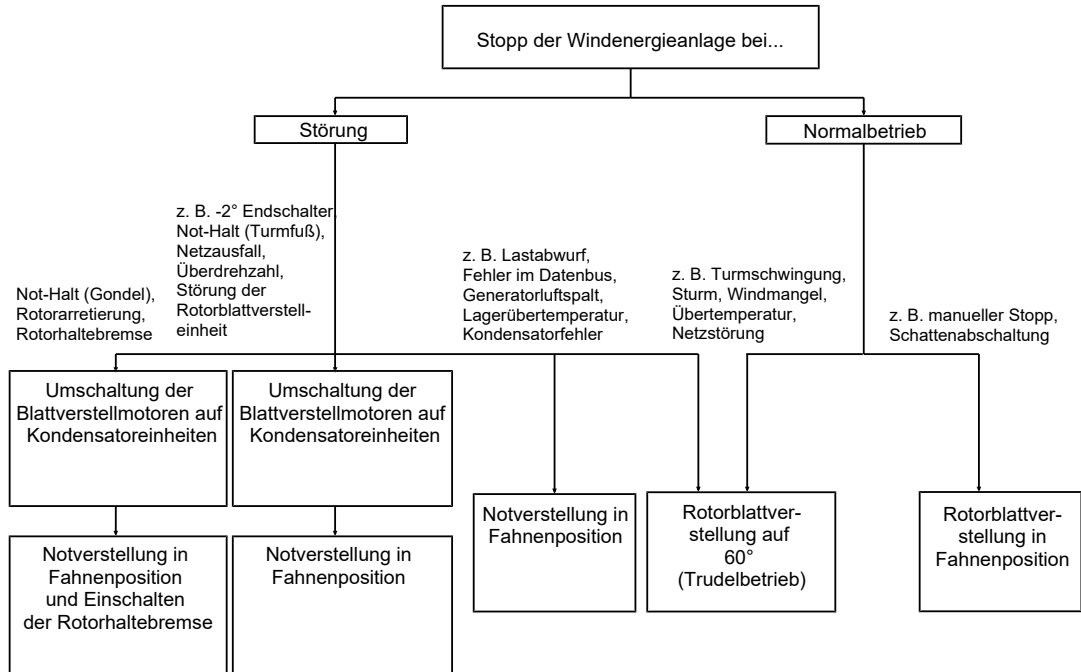 Stopp der Windenergieanlage bei...
Störung
Normalbetrieb
Not-Halt (Gondel),
Rotorarretierung,
Rotorhaltebremse
z. B. -2° Endschalter,
Not-Halt (Turmfuß),
Netzausfall,
Überdrehzahl,
Störung der
Rotorblattverstell-
einheit
z. B. Lastabwurf,
Fehler im Datenbus,
Generatorluftspalt,
Lagerübertemperatur,
Kondensatorfehler
z. B. Turmschwingung,
Sturm, Windmangel,
Übertemperatur,
Netzstörung
z. B. manueller Stopp,
Schattenabschaltung
Umschaltung der
Blattverstellmotoren auf
Kondensatoreinheiten
Umschaltung der
Blattverstellmotoren auf
Kondensatoreinheiten
Notverstellung in
Fahnenposition
und Einschalten
der Rotorhaltebremse
Notverstellung in
Fahnenposition
Notverstellung in
Fahnenposition
Rotorblattver-
stellung auf
60°
(Trudelbetrieb)
Rotorblattver-
stellung in
Fahnenposition